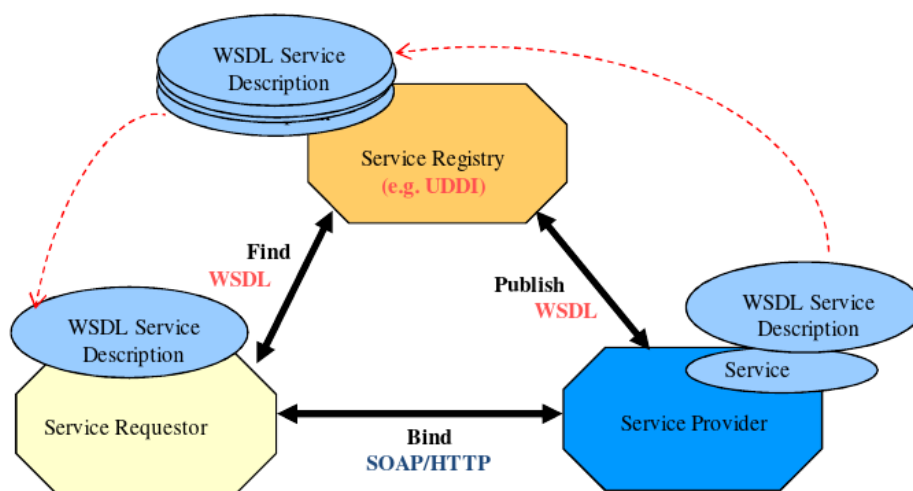 WSDL Service
Description
Service Registry
(e.g. UDDI)
Find
WSDL
Publish
WSDL
WSDL Service
Description
WSDL Service
Description
Service
Service Requestor
Service Provider
Bind
SOAP/HTTP